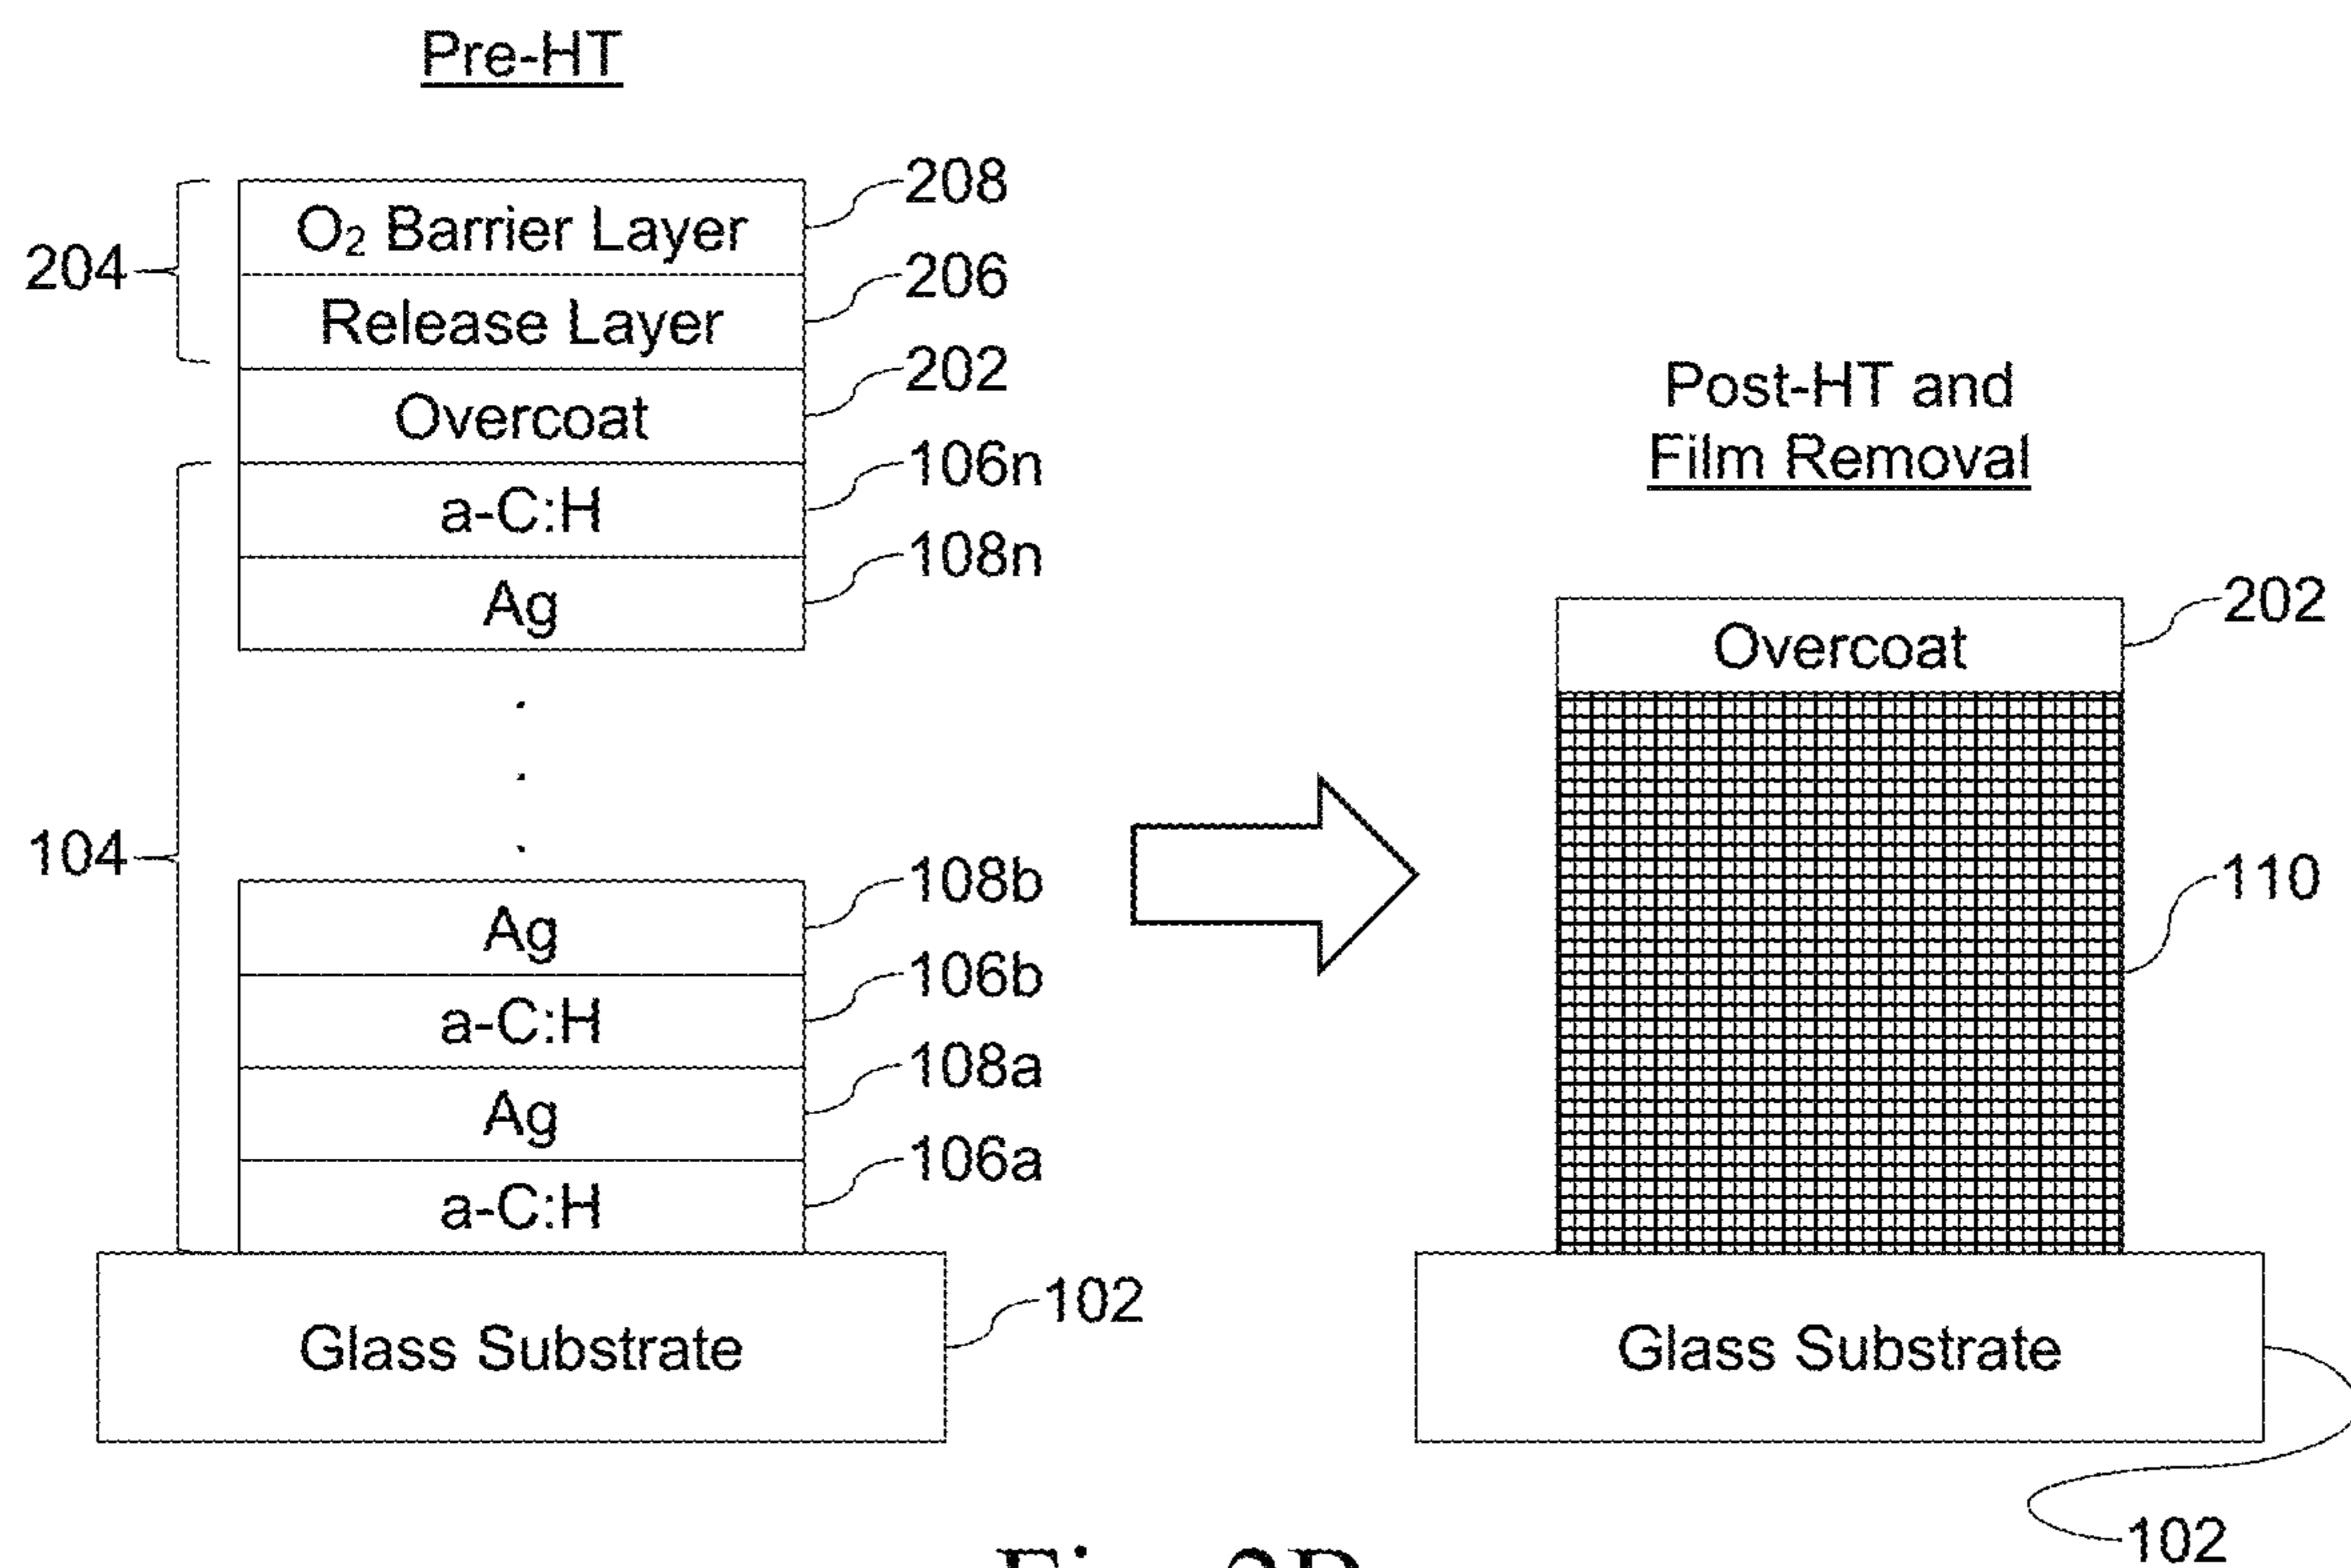 Pre-HT
208
O₂ Barrier Layer
204
206
Release Layer
202
Overcoat
106n
a-C:H
108n
Ag
104
108b
Ag
106b
a-C:H
108a
Ag
106a
a-C:H
102
Glass Substrate
Post-HT and
Film Removal
202
Overcoat
110
Glass Substrate
102